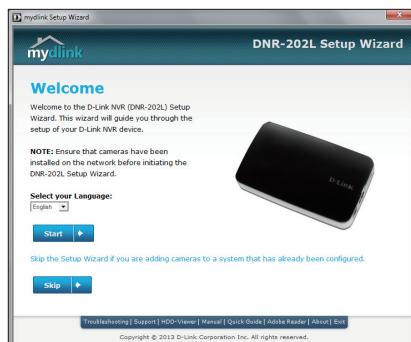 mydlink Setup Wizard
mydlink
DNR-202L Setup Wizard
Welcome
Welcome to the D-Link NVR (DNR-202L) Setup
Wizard. This wizard will guide you through the
setup of your D-Link NVR device.
NOTE: Ensure that cameras have been
installed on the network before initiating the
DNR-202L Setup Wizard.
D-Link
Select your Language:
English
Start
Skip the Setup Wizard if you are adding cameras to a system that has already been configured.
Skip
Troubleshooting | Support | HDD-Viewer | Manual | Quick Guide | Adobe Reader | About | Exit
Copyright © 2013 D-Link Corporation Inc. All rights reserved.